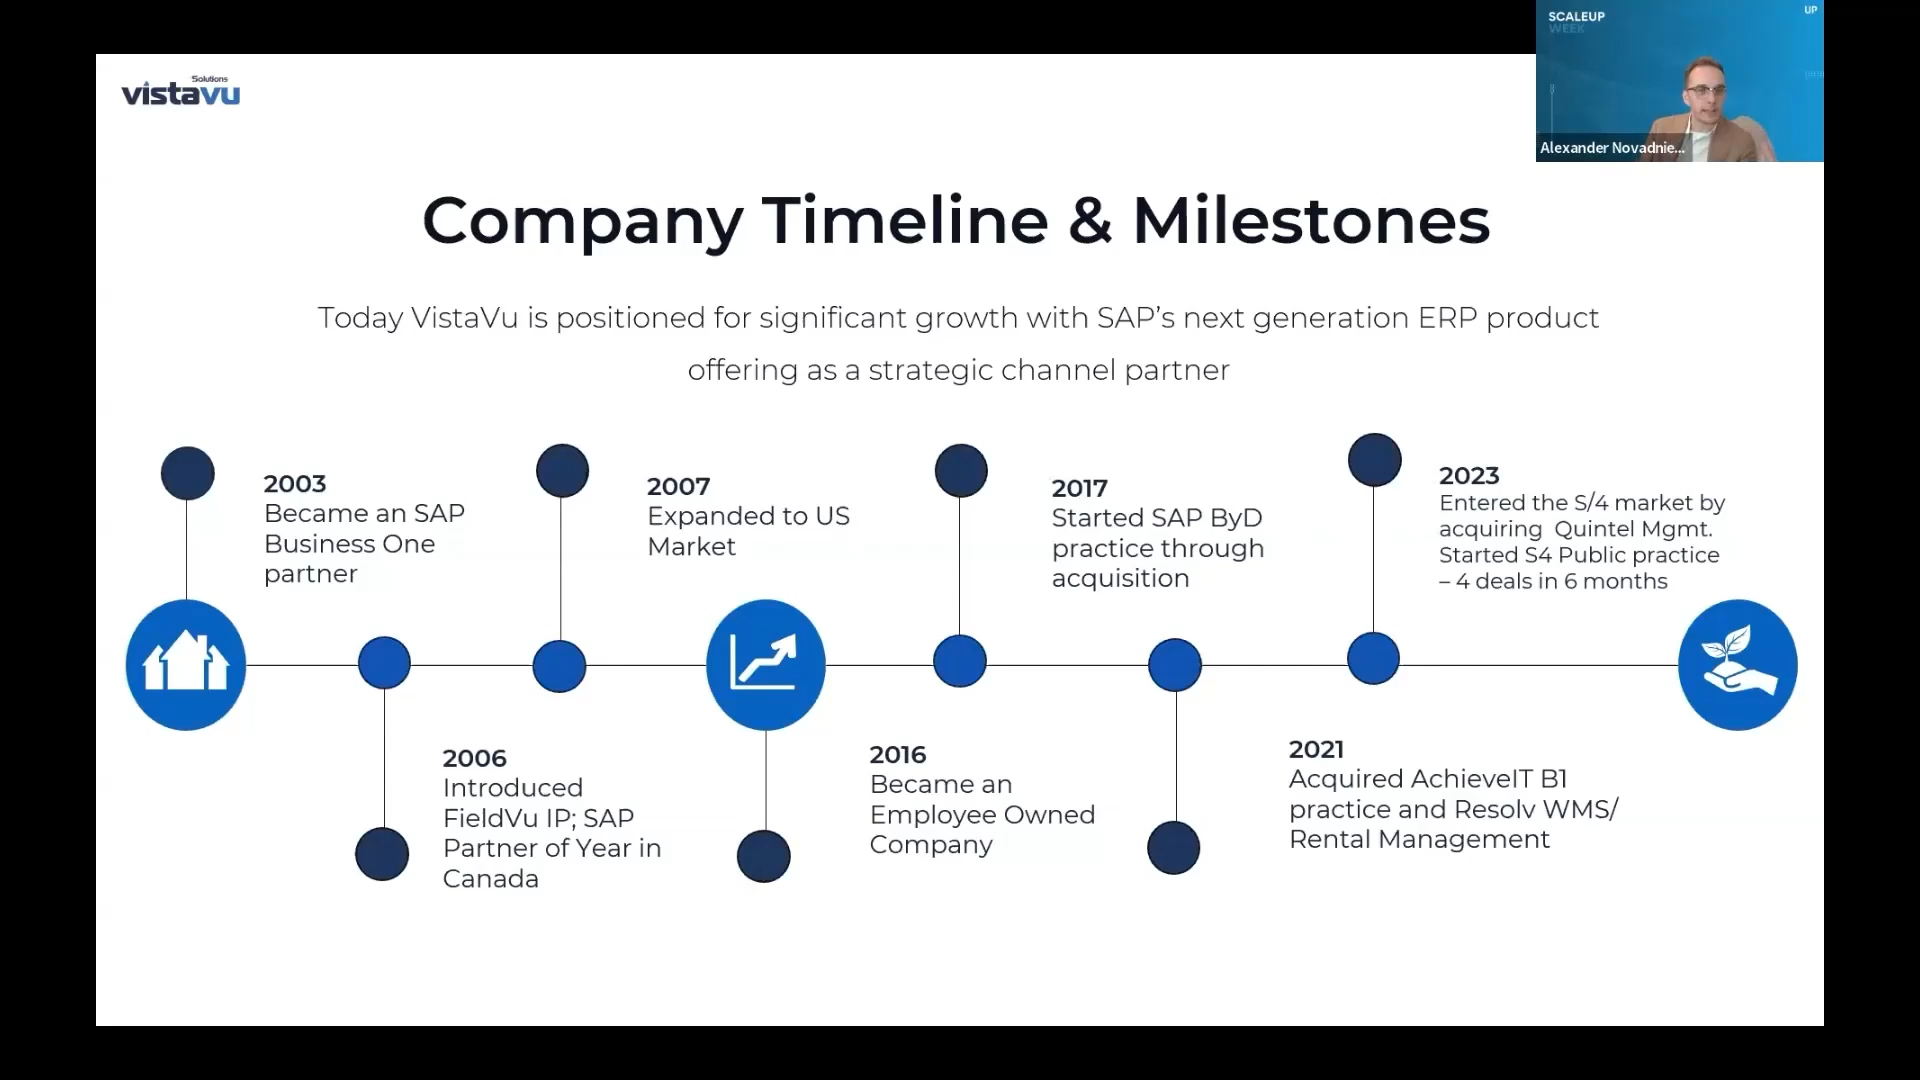 SCALEUP
WEEK
UP
Alexander Novadnie...
Solutions
vistavu
Company Timeline & Milestones
Today VistaVu is positioned for significant growth with SAP’s next generation ERP product
offering as a strategic channel partner
2003
Became an SAP
Business One
partner
2007
Expanded to US
Market
2017
Started SAP ByD
practice through
acquisition
2023
Entered the S/4 market by
acquiring  Quintel Mgmt.
Started S4 Public practice
– 4 deals in 6 months
2006
Introduced
FieldVu IP; SAP
Partner of Year in
Canada
2016
Became an
Employee Owned
Company
2021
Acquired AchieveIT B1
practice and Resolv WMS/
Rental Management